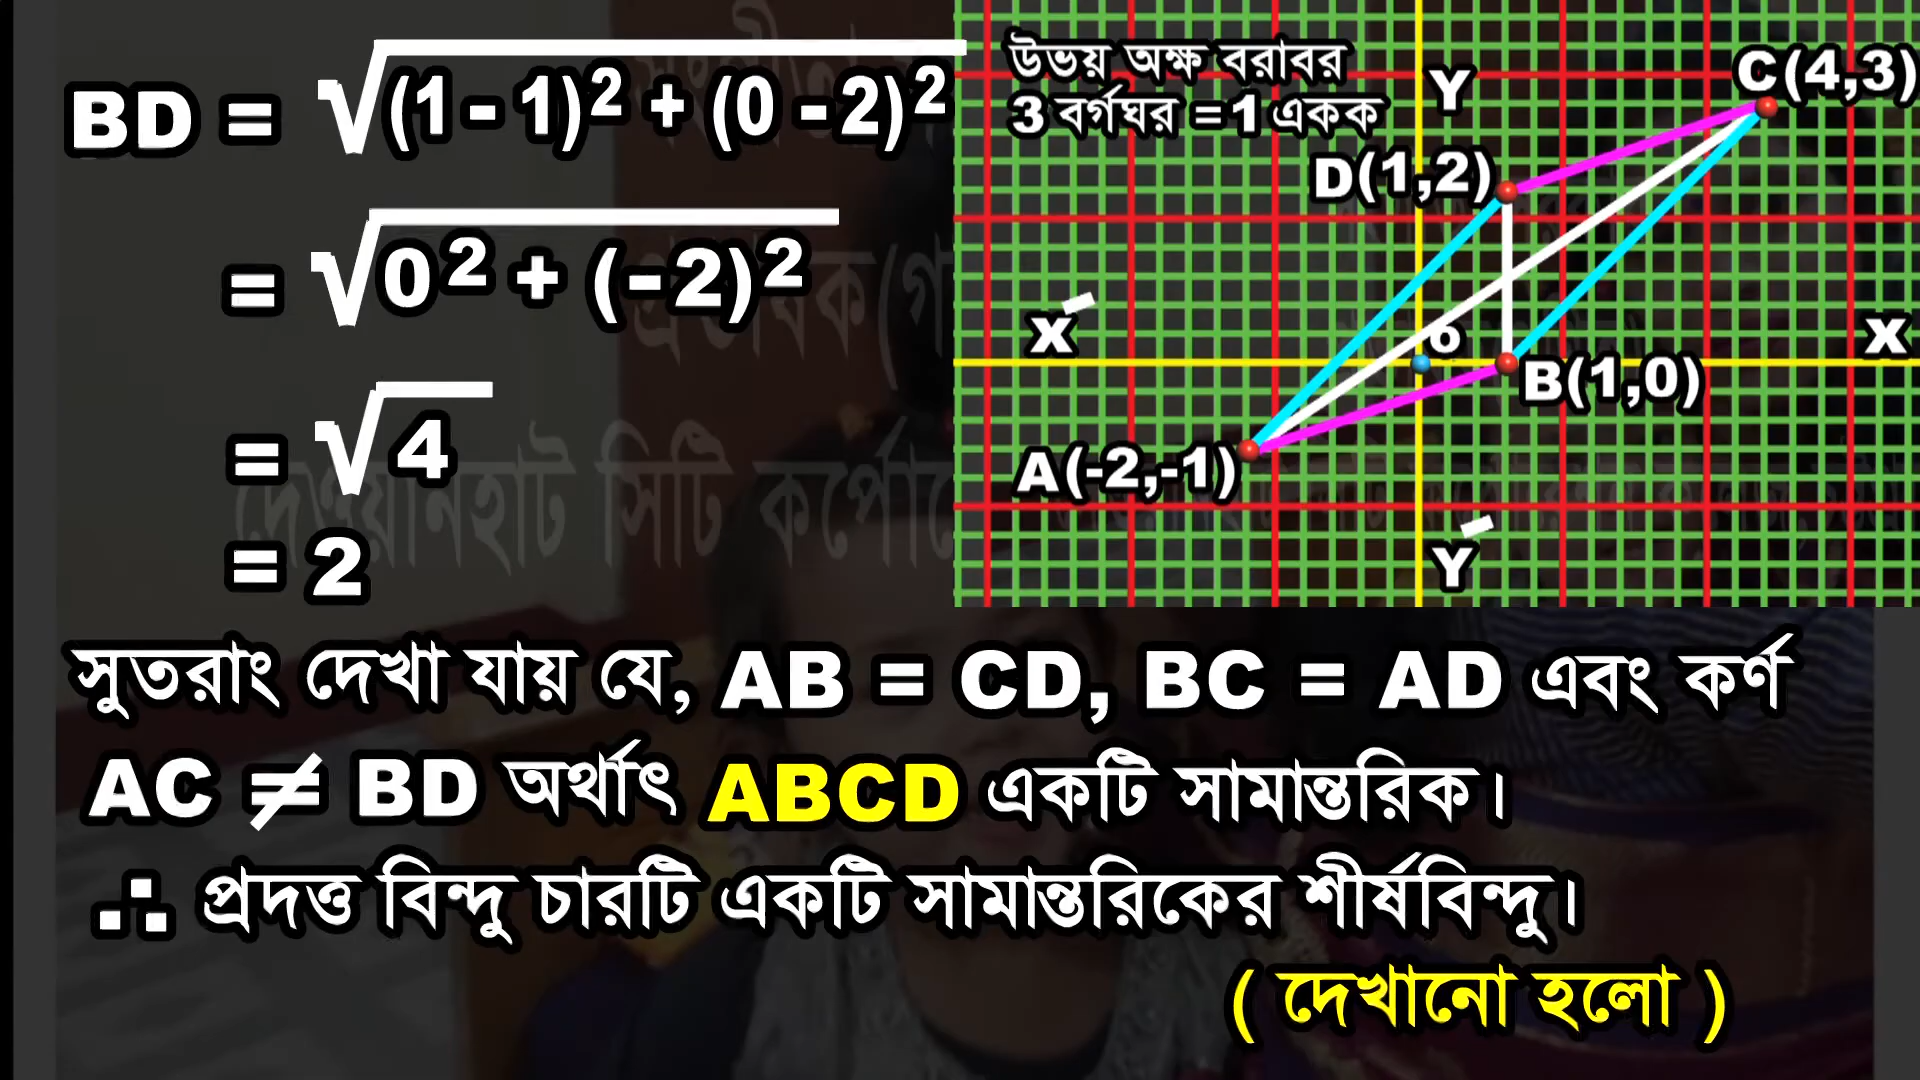 BD = √(1 - 1)² + (0 - 2)²
= √0² + (-2)²
= √4
= 2
উভয় অক্ষ বরাবর
3 বর্গঘর = 1 একক
Y
C(4,3)
D(1,2)
X'
o
X
B(1,0)
A(-2,-1)
Y'
সুতরাং দেখা যায় যে, AB = CD, BC = AD এবং কর্ণ
AC ≠ BD অর্থাৎ ABCD একটি সামান্তরিক।
∴ প্রদত্ত বিন্দু চারটি একটি সামান্তরিকের শীর্ষবিন্দু।
( দেখানো হলো )
দেওয়ানহাট সিটি